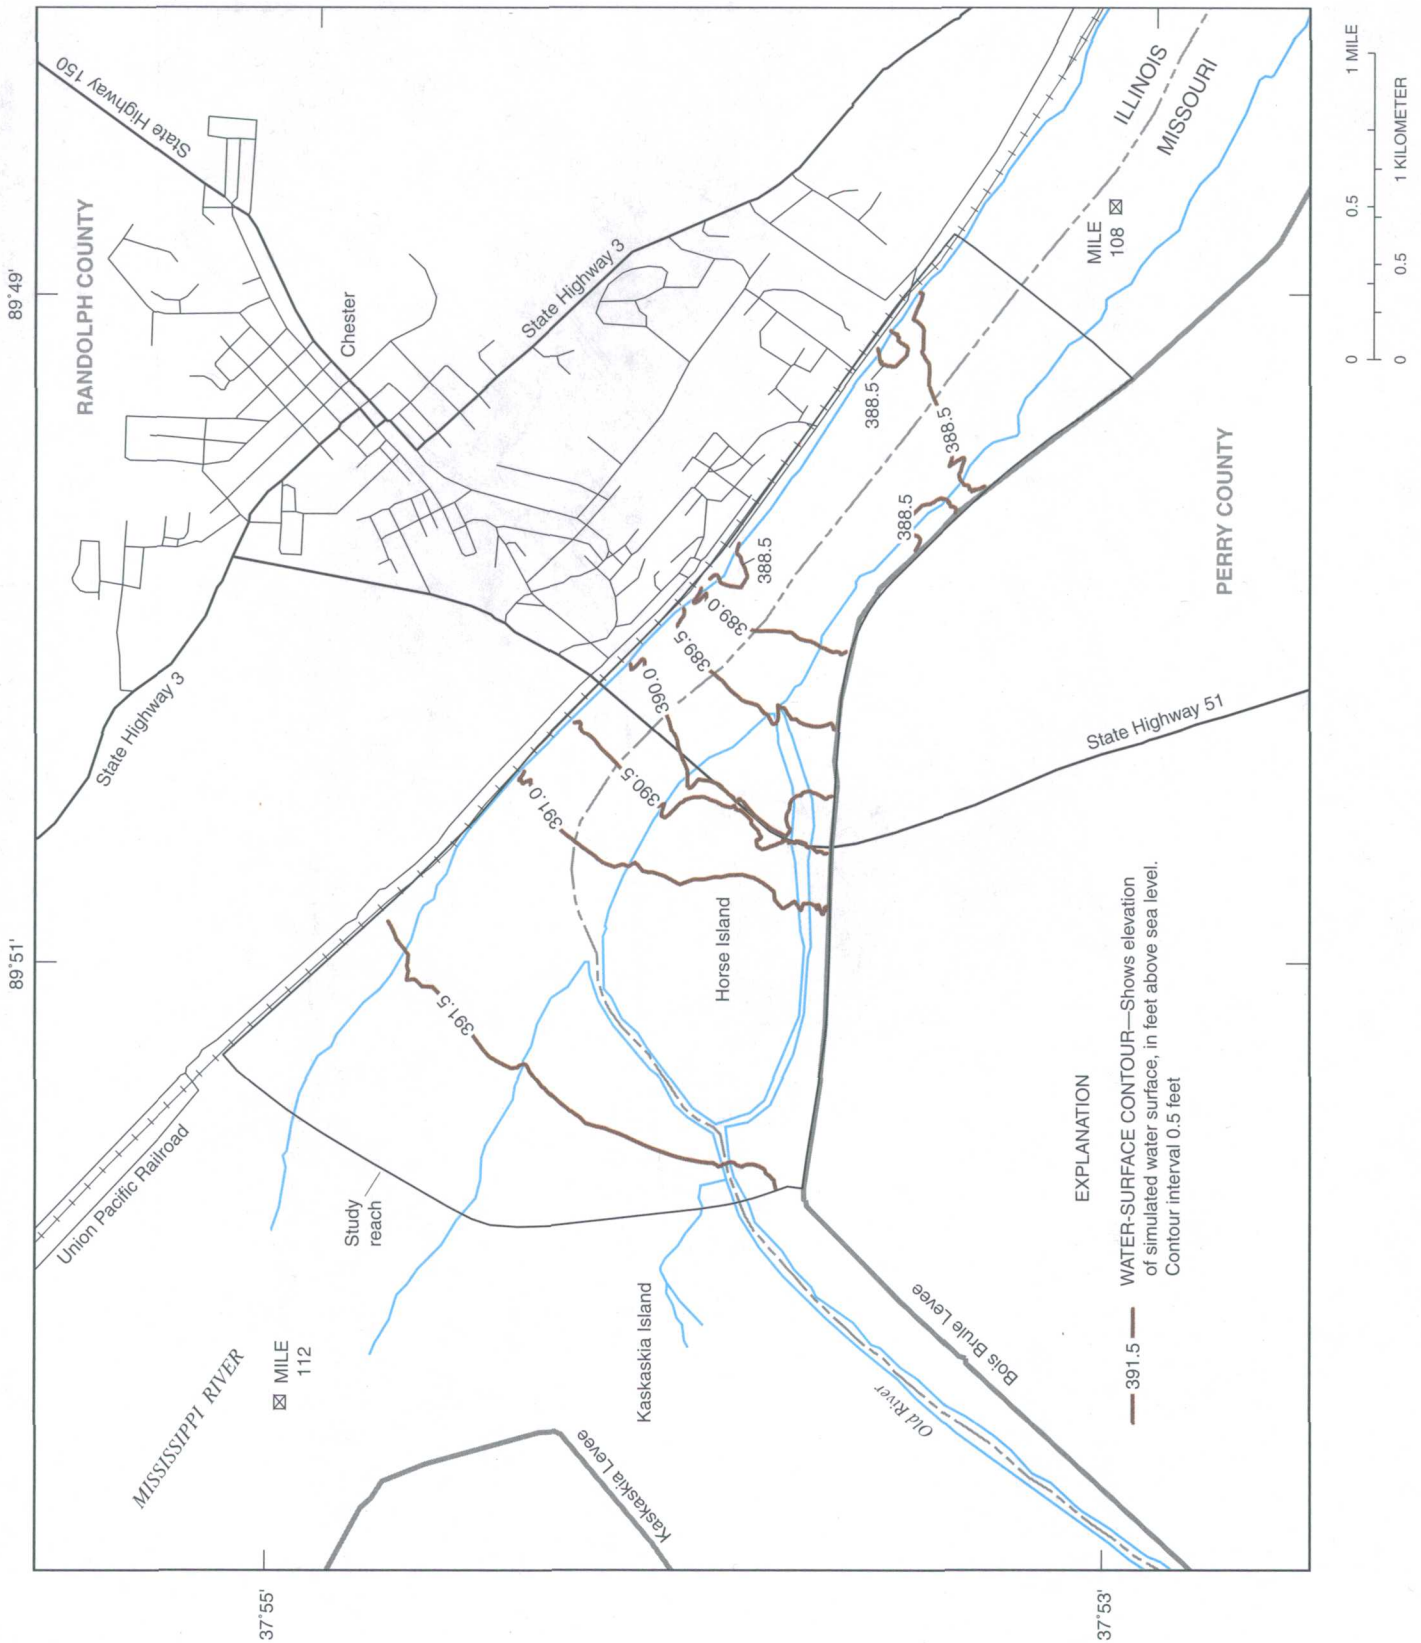 89°51'
89°49'
37°55'
37°53'
RANDOLPH COUNTY
State Highway 150
Chester
State Highway 3
State Highway 3
Union Pacific Railroad
Study
reach
MISSISSIPPI RIVER
MILE
112
Kaskaskia Levee
Kaskaskia Island
Old River
Bois Brule Levee
Horse Island
391.5
391.0
390.5
390.0
389.5
389.0
388.5
388.5
388.5
388.5
State Highway 51
PERRY COUNTY
ILLINOIS
MISSOURI
MILE
108
EXPLANATION
391.5
WATER-SURFACE CONTOUR—Shows elevation
of simulated water surface, in feet above sea level.
Contour interval 0.5 feet
0 0.5 1 MILE
0 0.5 1 KILOMETER